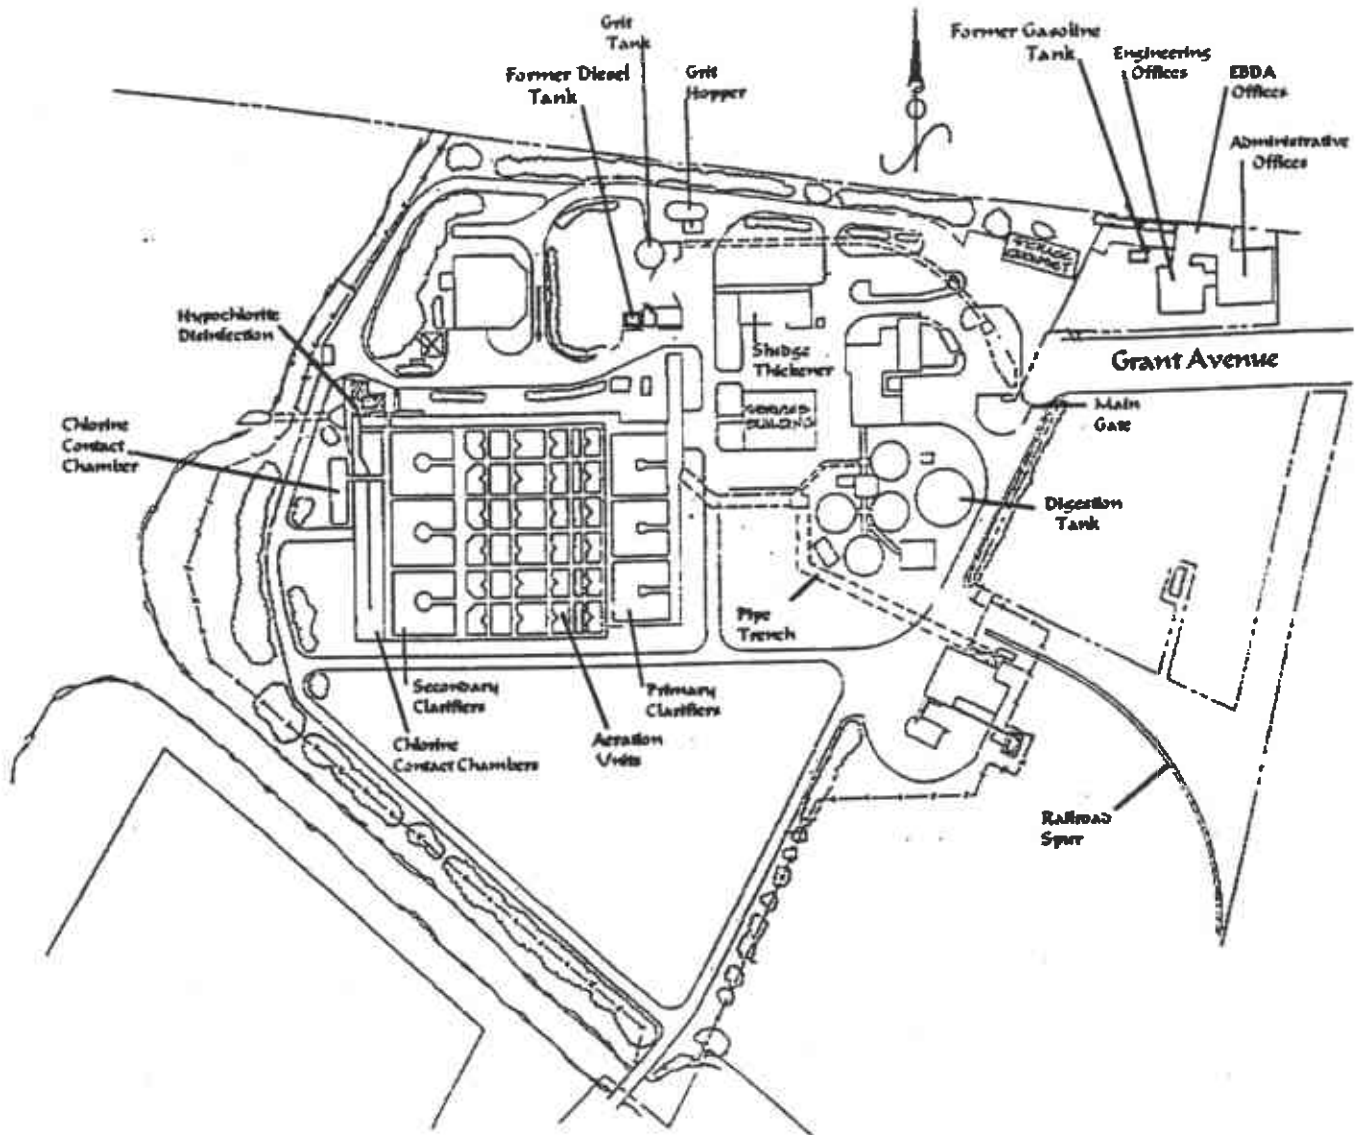 Grit
Tank
Former Diesel
Tank
Grit
Hopper
Former Gasoline
Tank
Engineering
Offices
EBDA
Offices
Administrative
Offices
Hypochlorite
Disinfection
Sludge
Thickener
Grant Avenue
Main
Gate
Chlorine
Contact
Chamber
SERVICE
BUILDING
Digestion
Tank
Pipe
Trench
Secondary
Clarifiers
Primary
Clarifiers
Chlorine
Contact Chambers
Aeration
Units
Railroad
Spur